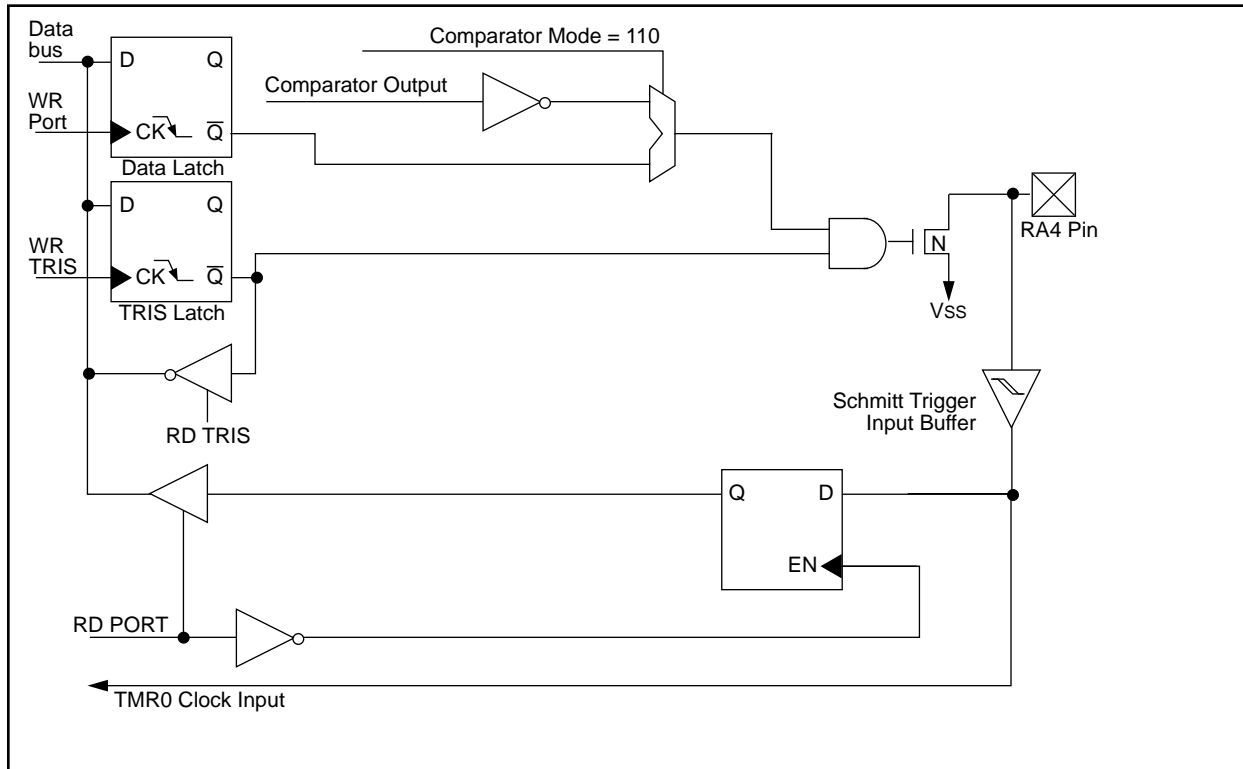 Data
bus
Comparator Mode = 110
D Q
Comparator Output
WR
Port
CK Q̅
Data Latch
D Q
RA4 Pin
WR
TRIS
N
CK Q̅
VSS
TRIS Latch
Schmitt Trigger
Input Buffer
RD TRIS
Q D
EN
RD PORT
TMR0 Clock Input